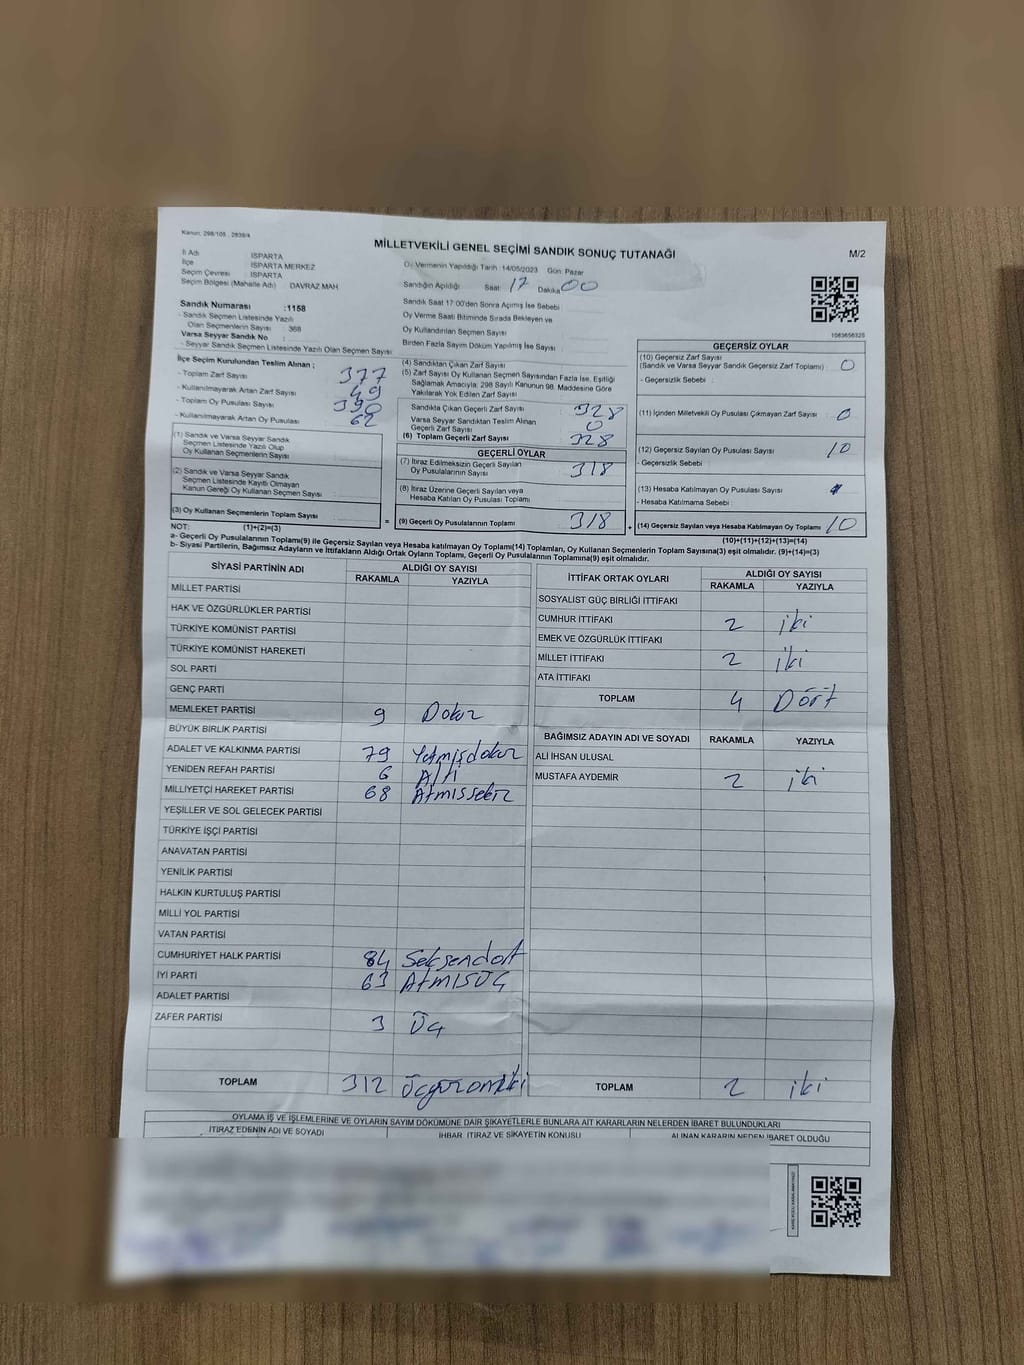 Kanun: 298/105 , 2839/4
MİLLETVEKİLİ GENEL SEÇİMİ SANDIK SONUÇ TUTANAĞI
M/2
İl Adı ISPARTA
İlçe ISPARTA MERKEZ
Seçim Çevresi ISPARTA
Seçim Bölgesi (Mahalle Adı) DAVRAZ MAH
Sandık Numarası :1158
- Sandık Seçmen Listesinde Yazılı
Olan Seçmenlerin Sayısı : 368
Varsa Seyyar Sandık No :
- Seyyar Sandık Seçmen Listesinde Yazılı Olan Seçmen Sayısı
Oy Vermenin Yapıldığı Tarih :14/05/2023 Gün: Pazar
Sandığın Açıldığı Saat: 17 Dakika 00
Sandık Saat 17:00'den Sonra Açımış İse Sebebi
Oy Verme Saati Bitiminde Sırada Bekleyen ve
Oy Kullandırılan Seçmen Sayısı
Birden Fazla Sayım Döküm Yapılmış İse Sayısı :
1083656325
İlçe Seçim Kurulundan Teslim Alınan ;
- Toplam Zarf Sayısı 377
- Kullanılmayarak Artan Zarf Sayısı 49
- Toplam Oy Pusulası Sayısı 390
- Kullanılmayarak Artan Oy Pusulası 62
(1) Sandık ve Varsa Seyyar Sandık
Seçmen Listesinde Yazılı Olup
Oy Kullanan Seçmenlerin Sayısı
(2) Sandık ve Varsa Seyyar Sandık
Seçmen Listesinde Kayıtlı Olmayan
Kanun Gereği Oy Kullanan Seçmen Sayısı
(3) Oy Kullanan Seçmenlerin Toplam Sayısı
(1)+(2)=(3)
(4) Sandıktan Çıkan Zarf Sayısı
(5) Zarf Sayısı Oy Kullanan Seçmen Sayısından Fazla İse, Eşitliği
Sağlamak Amacıyla; 298 Sayılı Kanunun 98. Maddesine Göre
Yakılarak Yok Edilen Zarf Sayısı
Sandıkta Çıkan Geçerli Zarf Sayısı 328
Varsa Seyyar Sandıktan Teslim Alınan
Geçerli Zarf Sayısı 0
(6) Toplam Geçerli Zarf Sayısı 328
GEÇERLİ OYLAR
(7) İtiraz Edilmeksizin Geçerli Sayılan
Oy Pusulalarının Sayısı 318
(8) İtiraz Üzerine Geçerli Sayılan veya
Hesaba Katılan Oy Pusulası Toplamı
= (9) Geçerli Oy Pusulalarının Toplamı 318
GEÇERSİZ OYLAR
(10) Geçersiz Zarf Sayısı
(Sandık ve Varsa Seyyar Sandık Geçersiz Zarf Toplamı) : 0
- Geçersizlik Sebebi :
(11) İçinden Milletvekili Oy Pusulası Çıkmayan Zarf Sayısı : 0
(12) Geçersiz Sayılan Oy Pusulası Sayısı : 10
- Geçersizlik Sebebi
(13) Hesaba Katılmayan Oy Pusulası Sayısı
- Hesaba Katılmama Sebebi :
+ (14) Geçersiz Sayılan veya Hesaba Katılmayan Oy Toplamı 10
(10)+(11)+(12)+(13)=(14)
NOT:
a- Geçerli Oy Pusulalarının Toplamı(9) ile Geçersiz Sayılan veya Hesaba katılmayan Oy Toplamı(14) Toplamları, Oy Kullanan Seçmenlerin Toplam Sayısına(3) eşit olmalıdır. (9)+(14)=(3)
b- Siyasi Partilerin, Bağımsız Adayların ve İttifakların Aldığı Ortak Oyların Toplamı, Geçerli Oy Pusulalarının Toplamına(9) eşit olmalıdır.
SİYASİ PARTİNİN ADI ALDIĞI OY SAYISI
RAKAMLA YAZIYLA
MİLLET PARTİSİ
HAK VE ÖZGÜRLÜKLER PARTİSİ
TÜRKİYE KOMÜNİST PARTİSİ
TÜRKİYE KOMÜNİST HAREKETİ
SOL PARTİ
GENÇ PARTİ
MEMLEKET PARTİSİ 9 Dokuz
BÜYÜK BİRLİK PARTİSİ
ADALET VE KALKINMA PARTİSİ 79 Yetmişdokuz
YENİDEN REFAH PARTİSİ 6 Altı
MİLLİYETÇİ HAREKET PARTİSİ 68 Atmıssekiz
YEŞİLLER VE SOL GELECEK PARTİSİ
TÜRKİYE İŞÇİ PARTİSİ
ANAVATAN PARTİSİ
YENİLİK PARTİSİ
HALKIN KURTULUŞ PARTİSİ
MİLLİ YOL PARTİSİ
VATAN PARTİSİ
CUMHURİYET HALK PARTİSİ 84 Seksendört
İYİ PARTİ 63 Atmısüç
ADALET PARTİSİ
ZAFER PARTİSİ 3 Üç
TOPLAM 312 Üçyüzoniki
İTTİFAK ORTAK OYLARI ALDIĞI OY SAYISI
RAKAMLA YAZIYLA
SOSYALİST GÜÇ BİRLİĞİ İTTİFAKI
CUMHUR İTTİFAKI 2 iki
EMEK VE ÖZGÜRLÜK İTTİFAKI
MİLLET İTTİFAKI 2 iki
ATA İTTİFAKI
TOPLAM 4 Dört
BAĞIMSIZ ADAYIN ADI VE SOYADI RAKAMLA YAZIYLA
ALİ İHSAN ULUSAL
MUSTAFA AYDEMİR 2 iki
TOPLAM 2 iki
OYLAMA İŞ VE İŞLEMLERİNE VE OYLARIN SAYIM DÖKÜMÜNE DAİR ŞİKAYETLERLE BUNLARA AİT KARARLARIN NELERDEN İBARET BULUNDUKLARI
İTİRAZ EDENİN ADI VE SOYADI İHBAR, İTİRAZ VE ŞİKAYETİN KONUSU ALINAN KARARIN NEDEN İBARET OLDUĞU